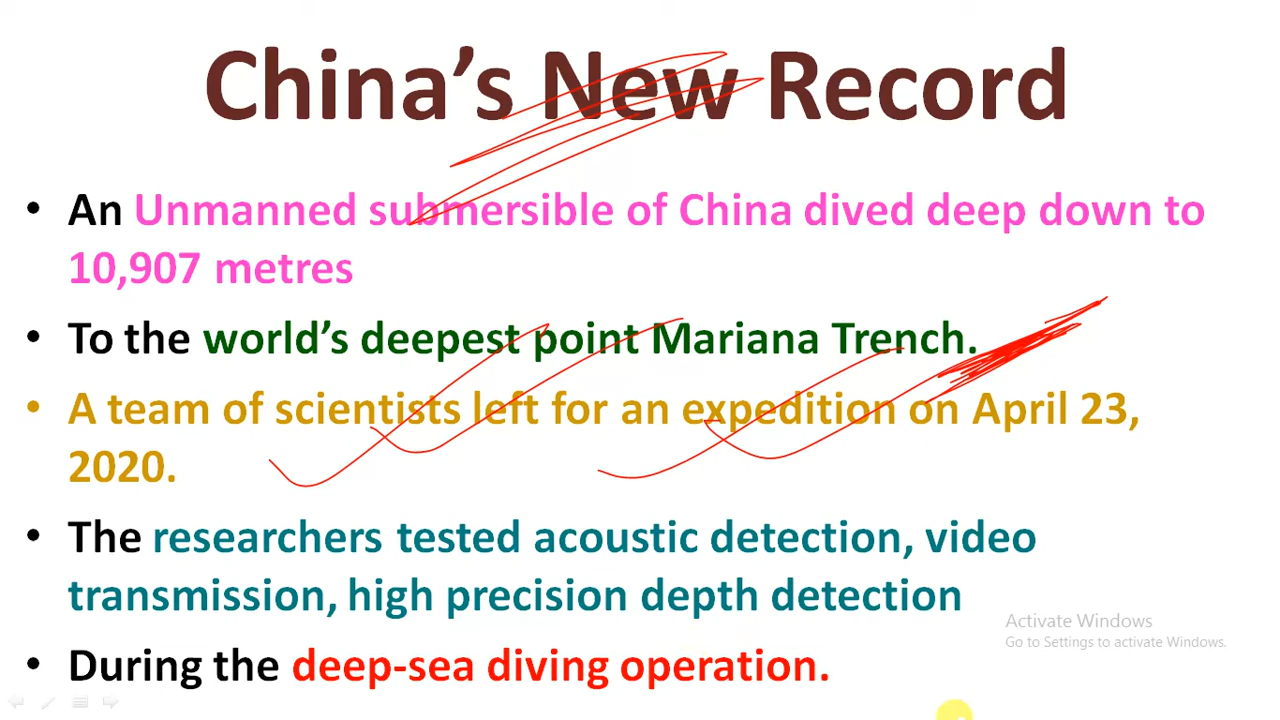 China’s New Record
• An Unmanned submersible of China dived deep down to
10,907 metres
• To the world’s deepest point Mariana Trench.
• A team of scientists left for an expedition on April 23,
2020.
• The researchers tested acoustic detection, video
transmission, high precision depth detection
Activate Windows
Go to Settings to activate Windows.
• During the deep-sea diving operation.